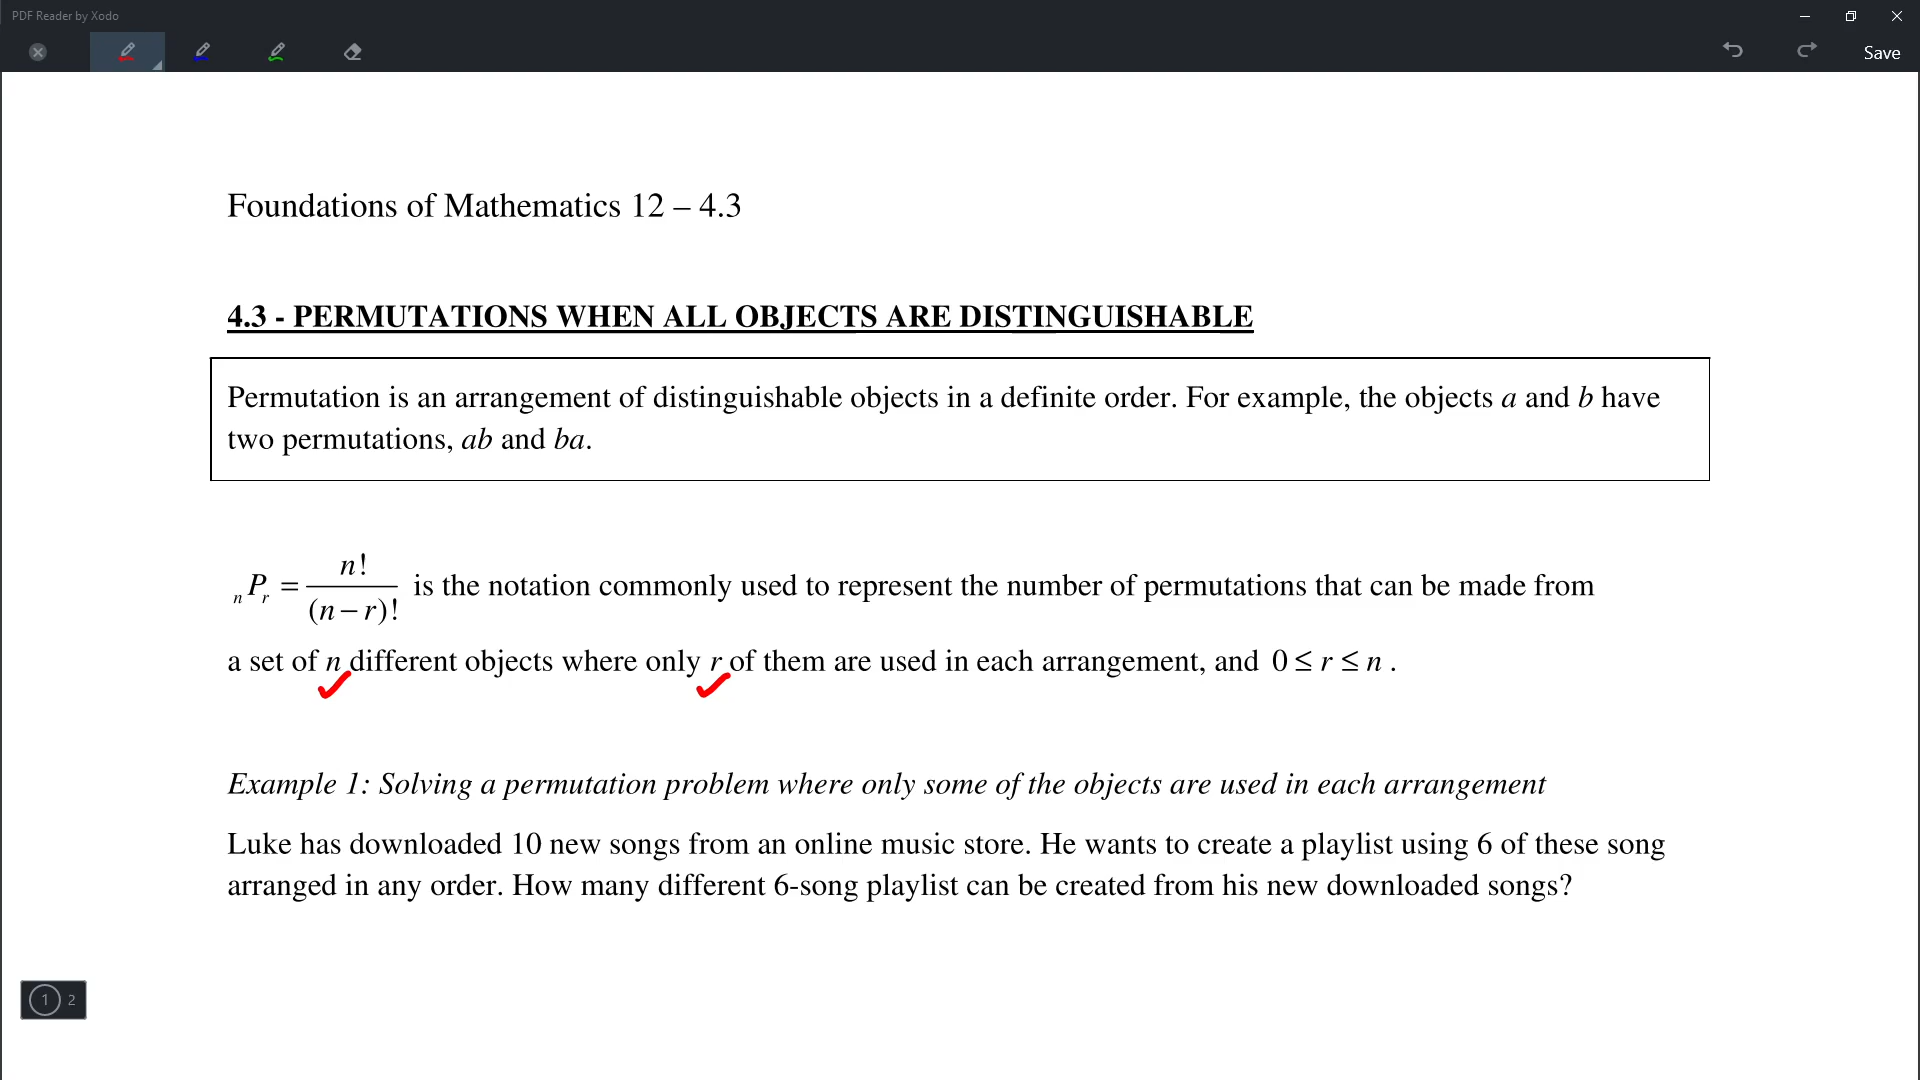 PDF Reader by Xodo
Save
Foundations of Mathematics 12 – 4.3
4.3 - PERMUTATIONS WHEN ALL OBJECTS ARE DISTINGUISHABLE
Permutation is an arrangement of distinguishable objects in a definite order. For example, the objects a and b have
two permutations, ab and ba.
nPr = n!/(n – r)! is the notation commonly used to represent the number of permutations that can be made from
a set of n different objects where only r of them are used in each arrangement, and 0 ≤ r ≤ n .
Example 1: Solving a permutation problem where only some of the objects are used in each arrangement
Luke has downloaded 10 new songs from an online music store. He wants to create a playlist using 6 of these song
arranged in any order. How many different 6-song playlist can be created from his new downloaded songs?
1 2